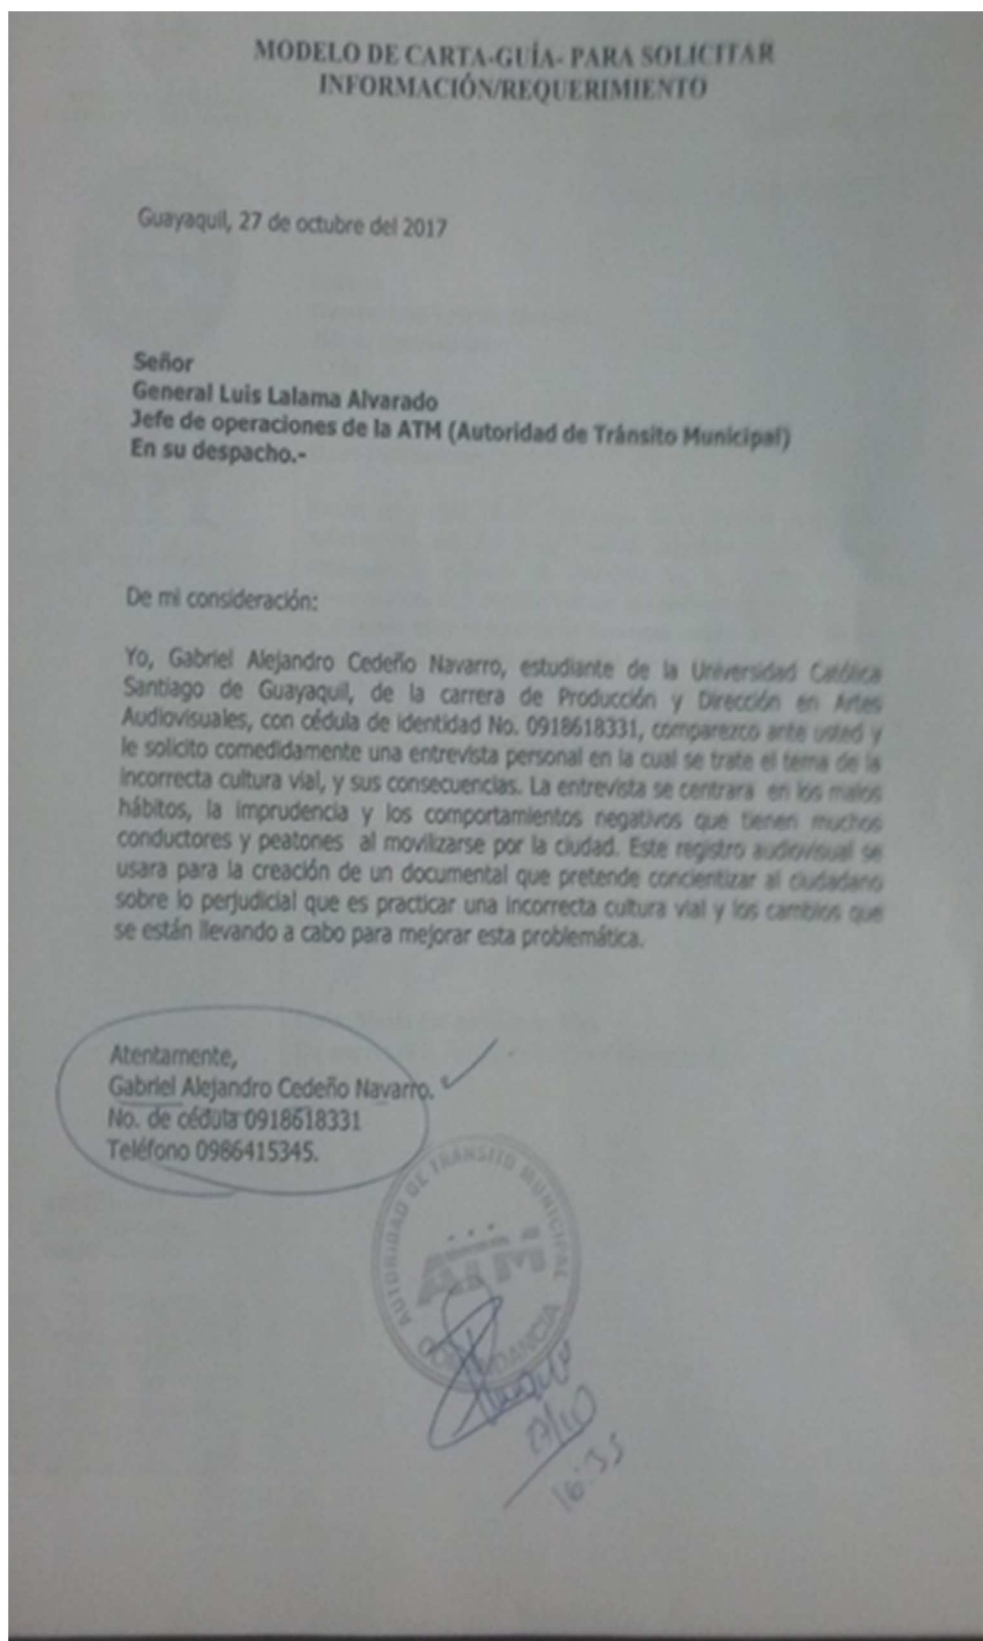 MODELO DE CARTA-GUÍA- PARA SOLICITAR
INFORMACIÓN/REQUERIMIENTO
Guayaquil, 27 de octubre del 2017
Señor
General Luis Lalama Alvarado
Jefe de operaciones de la ATM (Autoridad de Tránsito Municipal)
En su despacho.-
De mi consideración:
Yo, Gabriel Alejandro Cedeño Navarro, estudiante de la Universidad Católica
Santiago de Guayaquil, de la carrera de Producción y Dirección en Artes
Audiovisuales, con cédula de identidad No. 0918618331, comparezco ante usted y
le solicito comedidamente una entrevista personal en la cual se trate el tema de la
incorrecta cultura vial, y sus consecuencias. La entrevista se centrara en los malos
hábitos, la imprudencia y los comportamientos negativos que tienen muchos
conductores y peatones al movilizarse por la ciudad. Este registro audiovisual se
usara para la creación de un documental que pretende concientizar al ciudadano
sobre lo perjudicial que es practicar una incorrecta cultura vial y los cambios que
se están llevando a cabo para mejorar esta problemática.
Atentamente,
Gabriel Alejandro Cedeño Navarro.
No. de cédula 0918618331
Teléfono 0986415345.
AUTORIDAD DE TRÁNSITO MUNICIPAL
ATM
COMANDANCIA
27/10
16:35